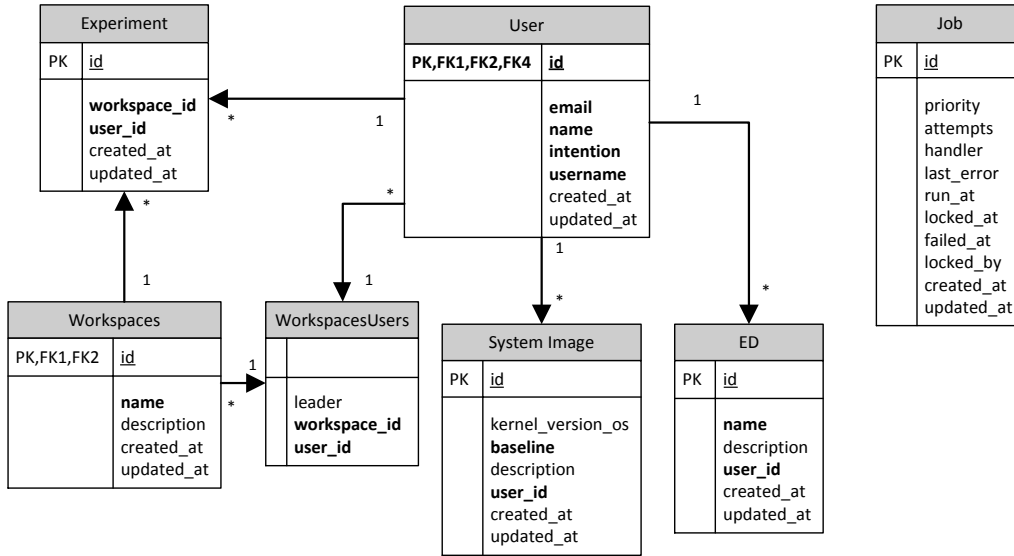 Experiment
PK id
workspace_id
user_id
created_at
updated_at
User
PK,FK1,FK2,FK4 id
email
name
intention
username
created_at
updated_at
Job
PK id
priority
attempts
handler
last_error
run_at
locked_at
failed_at
locked_by
created_at
updated_at
*
1
1
*
*
1
1
*
1
*
1
*
Workspaces
PK,FK1,FK2 id
name
description
created_at
updated_at
WorkspacesUsers
leader
workspace_id
user_id
System Image
PK id
kernel_version_os
baseline
description
user_id
created_at
updated_at
ED
PK id
name
description
user_id
created_at
updated_at